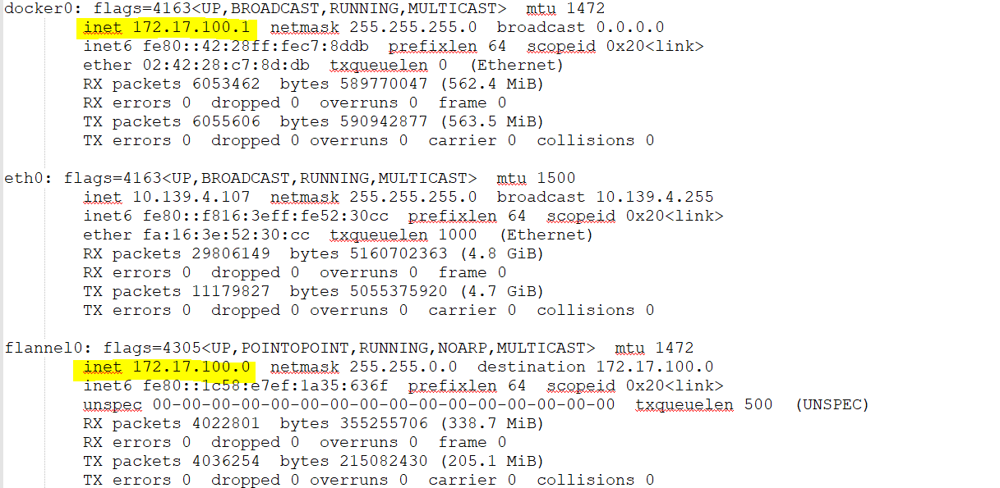 docker0: flags=4163<UP,BROADCAST,RUNNING,MULTICAST>  mtu 1472
inet 172.17.100.1  netmask 255.255.255.0  broadcast 0.0.0.0
inet6 fe80::42:28ff:fec7:8ddb  prefixlen 64  scopeid 0x20<link>
ether 02:42:28:c7:8d:db  txqueuelen 0  (Ethernet)
RX packets 6053462  bytes 589770047 (562.4 MiB)
RX errors 0  dropped 0  overruns 0  frame 0
TX packets 6055606  bytes 590942877 (563.5 MiB)
TX errors 0  dropped 0 overruns 0  carrier 0  collisions 0
eth0: flags=4163<UP,BROADCAST,RUNNING,MULTICAST>  mtu 1500
inet 10.139.4.107  netmask 255.255.255.0  broadcast 10.139.4.255
inet6 fe80::f816:3eff:fe52:30cc  prefixlen 64  scopeid 0x20<link>
ether fa:16:3e:52:30:cc  txqueuelen 1000  (Ethernet)
RX packets 29806149  bytes 5160702363 (4.8 GiB)
RX errors 0  dropped 0  overruns 0  frame 0
TX packets 11179827  bytes 5055375920 (4.7 GiB)
TX errors 0  dropped 0 overruns 0  carrier 0  collisions 0
flannel0: flags=4305<UP,POINTOPOINT,RUNNING,NOARP,MULTICAST>  mtu 1472
inet 172.17.100.0  netmask 255.255.0.0  destination 172.17.100.0
inet6 fe80::1c58:e7ef:1a35:636f  prefixlen 64  scopeid 0x20<link>
unspec 00-00-00-00-00-00-00-00-00-00-00-00-00-00-00-00  txqueuelen 500  (UNSPEC)
RX packets 4022801  bytes 355255706 (338.7 MiB)
RX errors 0  dropped 0  overruns 0  frame 0
TX packets 4036254  bytes 215082430 (205.1 MiB)
TX errors 0  dropped 0 overruns 0  carrier 0  collisions 0